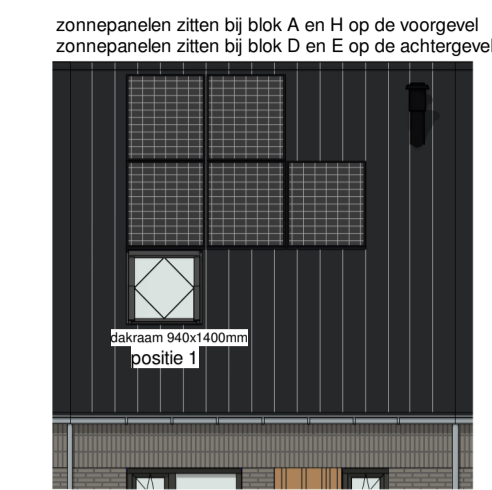 zonnepanelen zitten bij blok A en H op de voorgevel
zonnepanelen zitten bij blok D en E op de achtergevel
dakraam 940x1400mm
positie 1